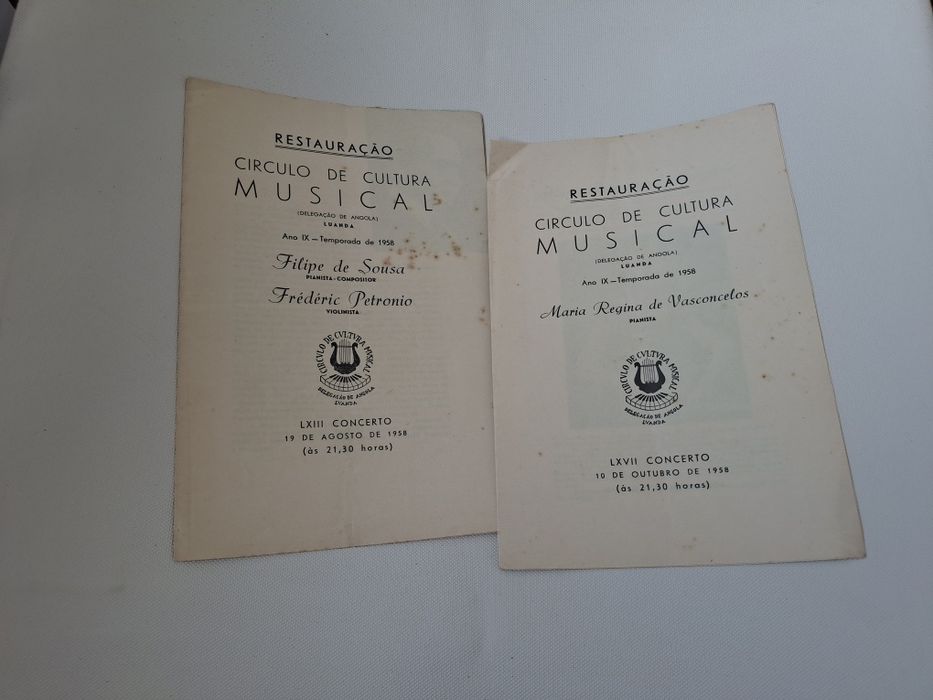 RESTAURAÇÃO
CIRCULO DE CULTURA
MUSICAL
(DELEGAÇÃO DE ANGOLA)
LUANDA
Ano IX — Temporada de 1958
Filipe de Sousa
PIANISTA-COMPOSITOR
Frédéric Petronio
VIOLINISTA
CIRCULO DE CVLTVRA MUSICAL
DELEGAÇÃO DE ANGOLA
LVANDA
LXIII CONCERTO
19 DE AGOSTO DE 1958
(às 21,30 horas)
RESTAURAÇÃO
CIRCULO DE CULTURA
MUSICAL
(DELEGAÇÃO DE ANGOLA)
LUANDA
Ano IX — Temporada de 1958
Maria Regina de Vasconcelos
PIANISTA
CIRCULO DE CVLTVRA MUSICAL
DELEGAÇÃO DE ANGOLA
LVANDA
LXVII CONCERTO
10 DE OUTUBRO DE 1958
(às 21,30 horas)